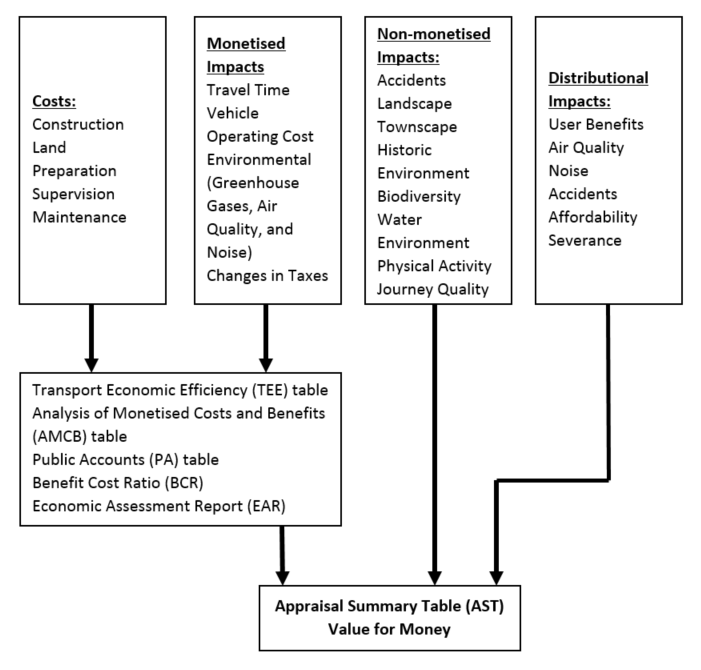 Costs:
Construction
Land
Preparation
Supervision
Maintenance
Monetised
Impacts
Travel Time
Vehicle
Operating Cost
Environmental
(Greenhouse
Gases, Air
Quality, and
Noise)
Changes in Taxes
Non-monetised
Impacts:
Accidents
Landscape
Townscape
Historic
Environment
Biodiversity
Water
Environment
Physical Activity
Journey Quality
Distributional
Impacts:
User Benefits
Air Quality
Noise
Accidents
Affordability
Severance
Transport Economic Efficiency (TEE) table
Analysis of Monetised Costs and Benefits
(AMCB) table
Public Accounts (PA) table
Benefit Cost Ratio (BCR)
Economic Assessment Report (EAR)
Appraisal Summary Table (AST)
Value for Money